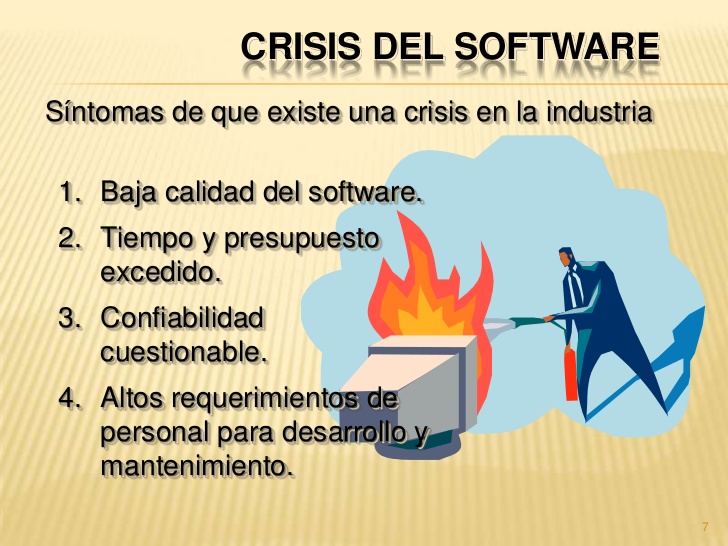 CRISIS DEL SOFTWARE
Síntomas de que existe una crisis en la industria
1. Baja calidad del software.
2. Tiempo y presupuesto
excedido.
3. Confiabilidad
cuestionable.
4. Altos requerimientos de
personal para desarrollo y
mantenimiento.
7